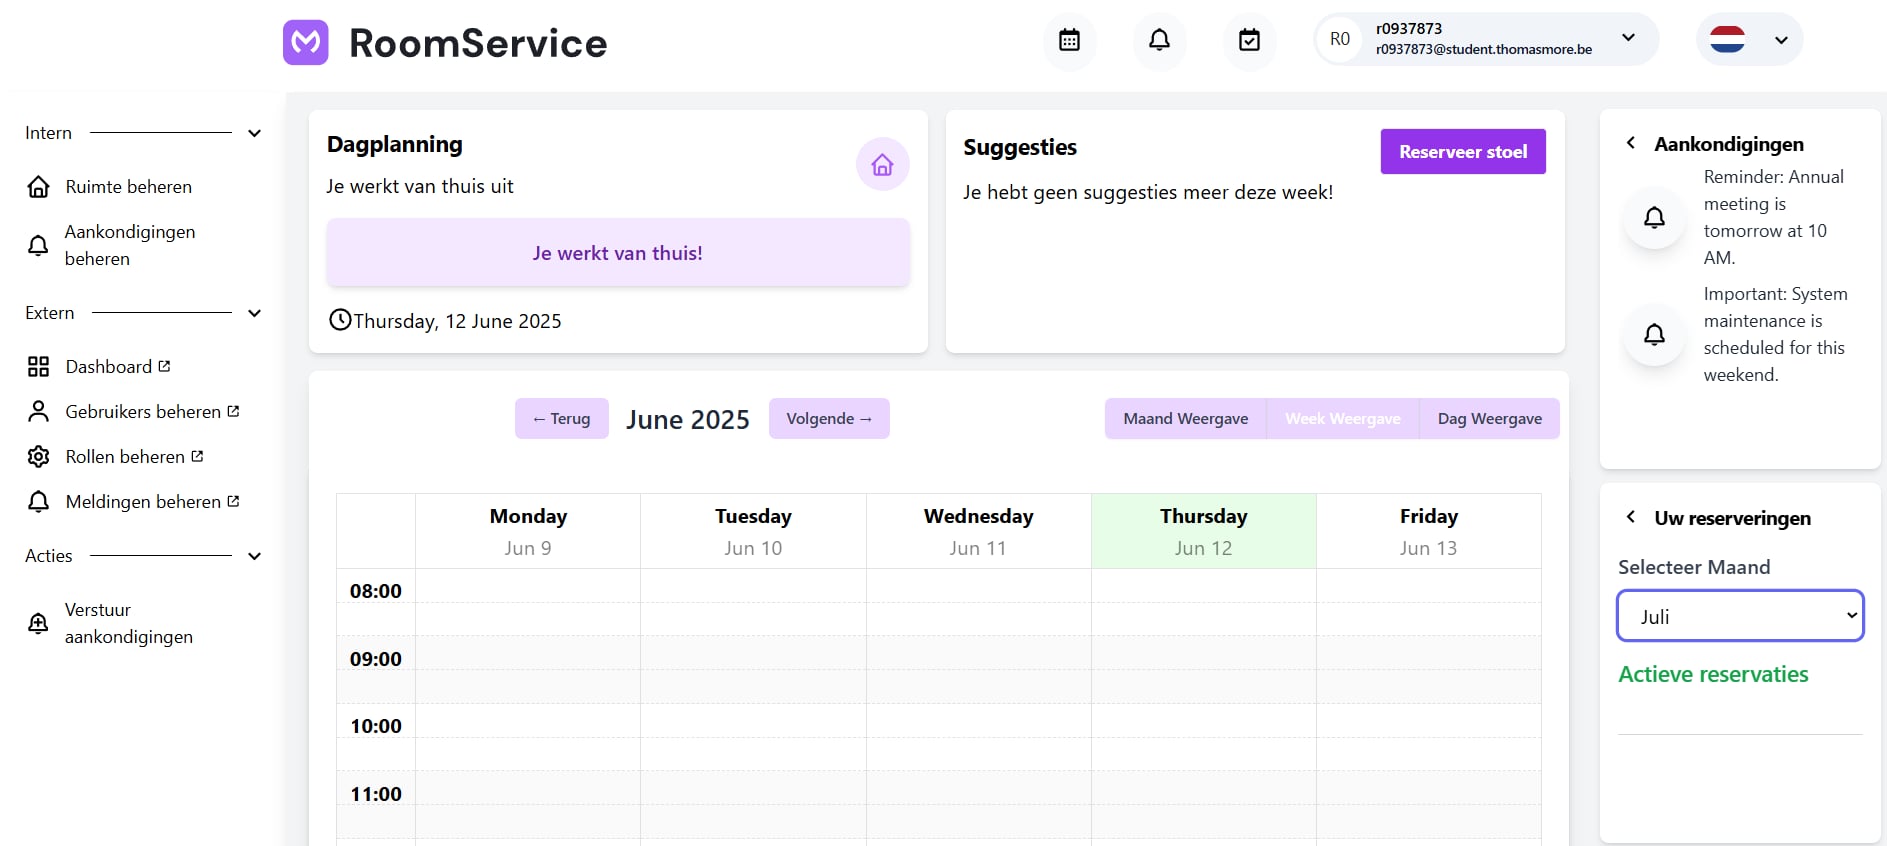 RoomService
R0
r0937873
r0937873@student.thomasmore.be
Intern
Ruimte beheren
Aankondigingen
beheren
Extern
Dashboard
Gebruikers beheren
Rollen beheren
Meldingen beheren
Acties
Verstuur
aankondigingen
Dagplanning
Je werkt van thuis uit
Je werkt van thuis!
Thursday, 12 June 2025
Suggesties
Reserveer stoel
Je hebt geen suggesties meer deze week!
← Terug
June 2025
Volgende →
Maand Weergave
Week Weergave
Dag Weergave
Monday
Jun 9
Tuesday
Jun 10
Wednesday
Jun 11
Thursday
Jun 12
Friday
Jun 13
08:00
09:00
10:00
11:00
Aankondigingen
Reminder: Annual
meeting is
tomorrow at 10
AM.
Important: System
maintenance is
scheduled for this
weekend.
Uw reserveringen
Selecteer Maand
Juli
Actieve reservaties